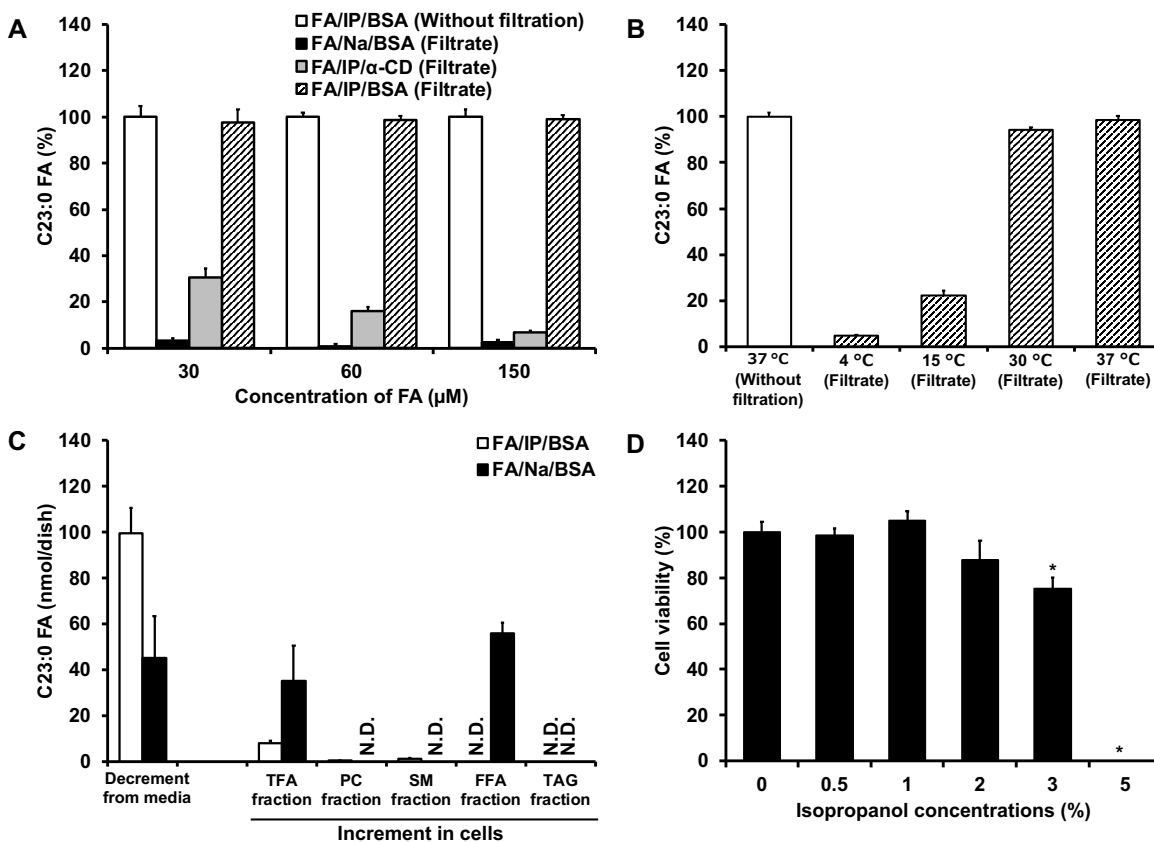 A
FA/IP/BSA (Without filtration)
FA/Na/BSA (Filtrate)
FA/IP/α-CD (Filtrate)
FA/IP/BSA (Filtrate)
C23:0 FA (%)
140
120
100
80
60
40
20
0
30 60 150
Concentration of FA (µM)
B
C23:0 FA (%)
140
120
100
80
60
40
20
0
37 °C 4 °C 15 °C 30 °C 37 °C
(Without (Filtrate) (Filtrate) (Filtrate) (Filtrate)
filtration)
C
FA/IP/BSA
FA/Na/BSA
C23:0 FA (nmol/dish)
140
120
100
80
60
40
20
0
N.D. N.D. N.D. N.D. N.D.
Decrement TFA PC SM FFA TAG
from media fraction fraction fraction fraction fraction
Increment in cells
D
Cell viability (%)
140
120
100
80
60
40
20
0
*
*
0 0.5 1 2 3 5
Isopropanol concentrations (%)